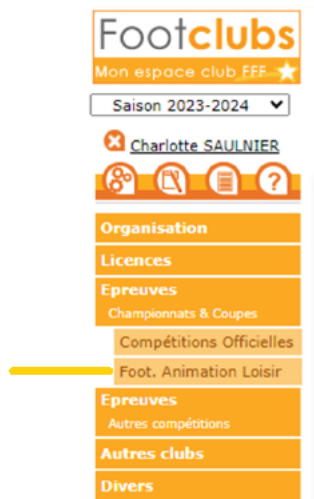 Footclubs
Mon espace club FFF
Saison 2023-2024
Charlotte SAULNIER
?
Organisation
Licences
Epreuves
Championnats & Coupes
Compétitions Officielles
Foot. Animation Loisir
Epreuves
Autres compétitions
Autres clubs
Divers